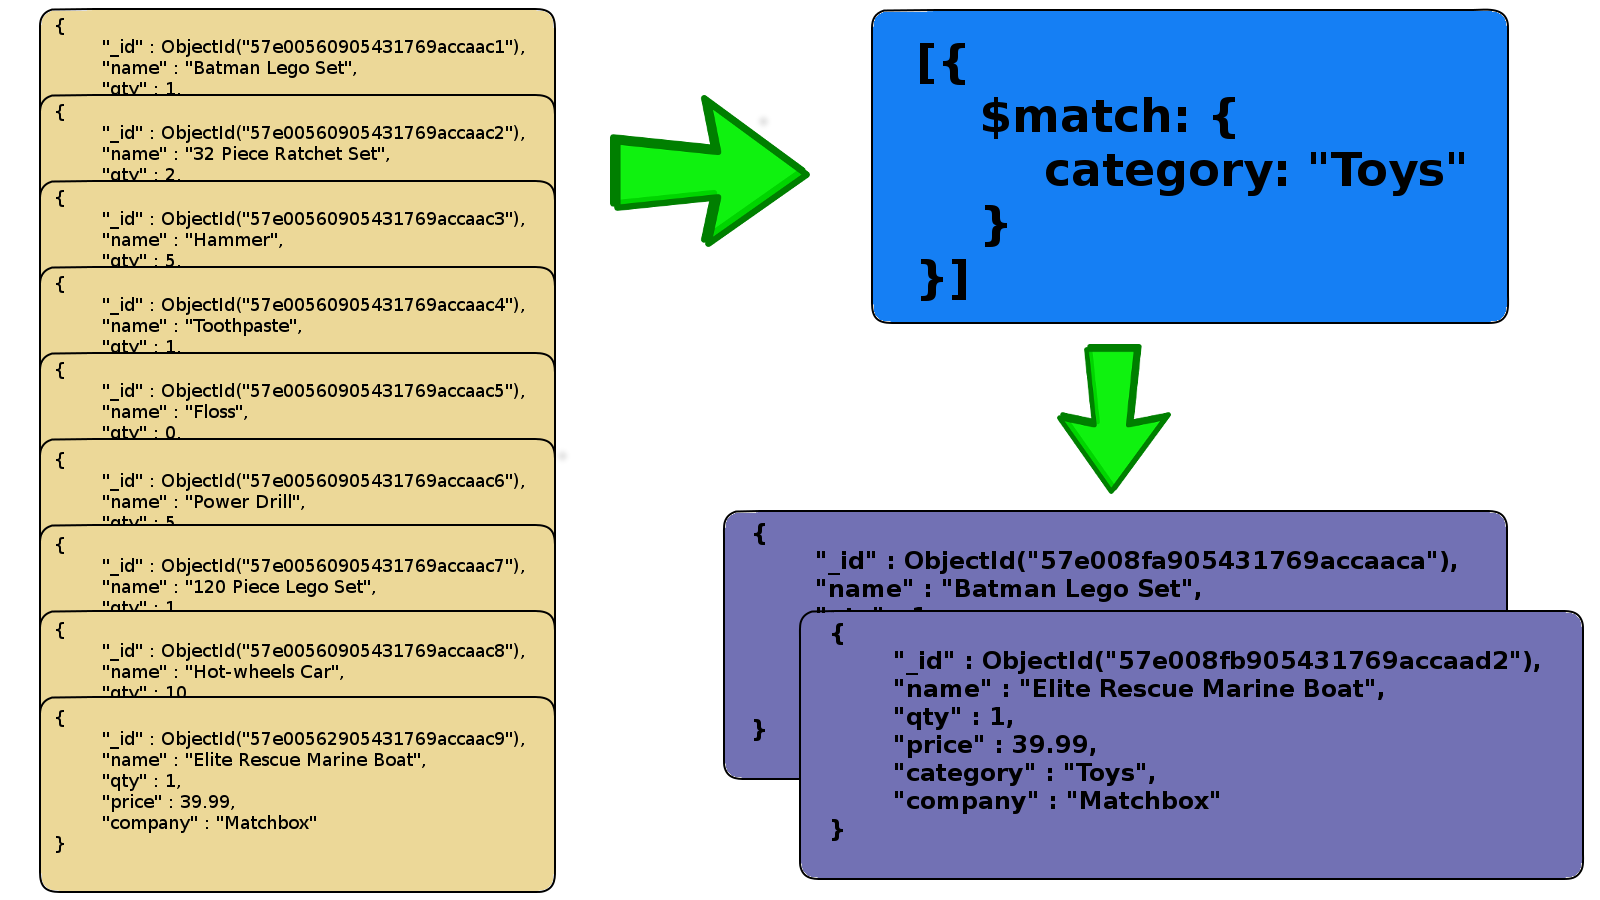 {
"_id" : ObjectId("57e00560905431769accaac1"),
"name" : "Batman Lego Set",
"qty" : 1,
{
"_id" : ObjectId("57e00560905431769accaac2"),
"name" : "32 Piece Ratchet Set",
"qty" : 2,
{
"_id" : ObjectId("57e00560905431769accaac3"),
"name" : "Hammer",
"qty" : 5,
{
"_id" : ObjectId("57e00560905431769accaac4"),
"name" : "Toothpaste",
"qty" : 1,
{
"_id" : ObjectId("57e00560905431769accaac5"),
"name" : "Floss",
"qty" : 0,
{
"_id" : ObjectId("57e00560905431769accaac6"),
"name" : "Power Drill",
"qty" : 5
{
"_id" : ObjectId("57e00560905431769accaac7"),
"name" : "120 Piece Lego Set",
"qty" : 1
{
"_id" : ObjectId("57e00560905431769accaac8"),
"name" : "Hot-wheels Car",
"qty" : 10
{
"_id" : ObjectId("57e00562905431769accaac9"),
"name" : "Elite Rescue Marine Boat",
"qty" : 1,
"price" : 39.99,
"company" : "Matchbox"
}
[{
$match: {
category: "Toys"
}
}]
{
"_id" : ObjectId("57e008fa905431769accaaca"),
"name" : "Batman Lego Set",
}
{
"_id" : ObjectId("57e008fb905431769accaad2"),
"name" : "Elite Rescue Marine Boat",
"qty" : 1,
"price" : 39.99,
"category" : "Toys",
"company" : "Matchbox"
}